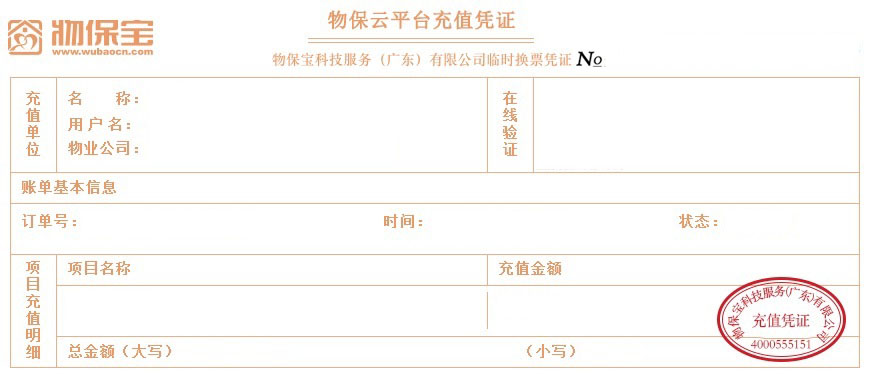 物保宝
www.wubaocn.com
物保云平台充值凭证
物保宝科技服务（广东）有限公司临时换票凭证 No
充值单位
名 称：
用户名：
物业公司：
在线验证
账单基本信息
订单号： 时间： 状态：
项目充值明细
项目名称 充值金额
总金额（大写） （小写）
物保宝科技服务(广东)有限公司
充值凭证
4000555151